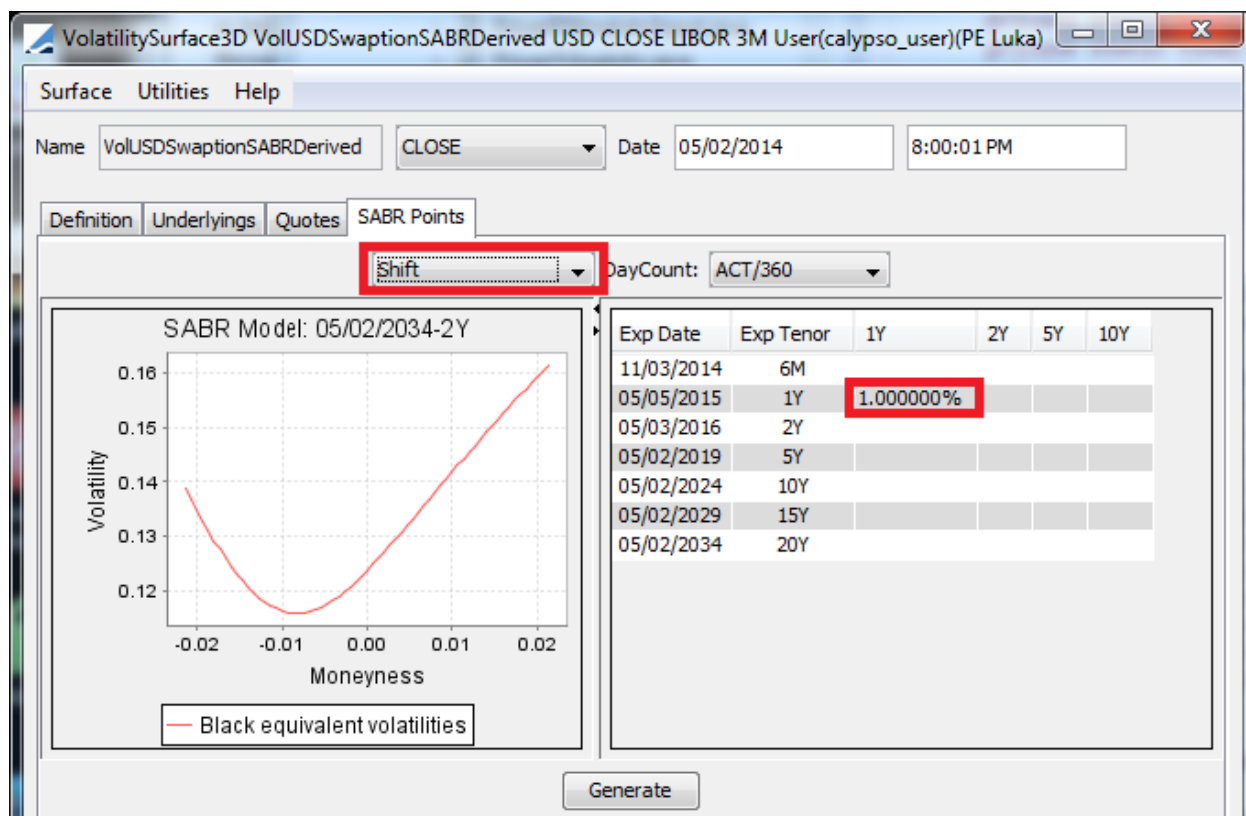 VolatilitySurface3D VolUSDSwaptionSABRDerived USD CLOSE LIBOR 3M User(calypso_user)(PE Luka)
Surface Utilities Help
Name VolUSDSwaptionSABRDerived CLOSE Date 05/02/2014 8:00:01 PM
Definition Underlyings Quotes SABR Points
Shift DayCount: ACT/360
SABR Model: 05/02/2034-2Y
0.16
0.15
0.14
0.13
0.12
Volatility
-0.02 -0.01 0.00 0.01 0.02
Moneyness
Black equivalent volatilities
Exp Date Exp Tenor 1Y 2Y 5Y 10Y
11/03/2014 6M
05/05/2015 1Y 1.000000%
05/03/2016 2Y
05/02/2019 5Y
05/02/2024 10Y
05/02/2029 15Y
05/02/2034 20Y
Generate